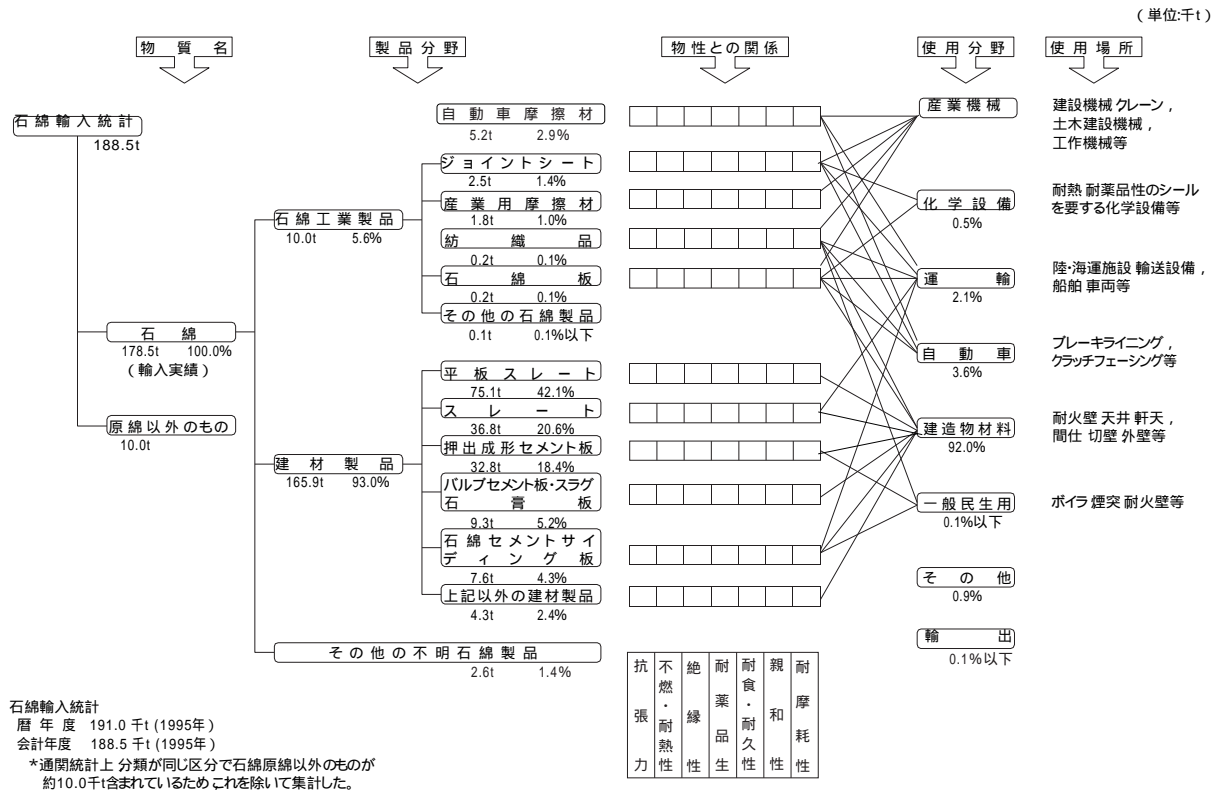 (単位:千t)
物質名
製品分野
物性との関係
使用分野
使用場所
石綿輸入統計
188.5t
石綿
178.5t 100.0%
(輸入実績)
原綿以外のもの
10.0t
石綿工業製品
10.0t 5.6%
建材製品
165.9t 93.0%
その他の不明石綿製品
2.6t 1.4%
自動車摩擦材
5.2t 2.9%
ジョイントシート
2.5t 1.4%
産業用摩擦材
1.8t 1.0%
紡織品
0.2t 0.1%
石綿板
0.2t 0.1%
その他の石綿製品
0.1t 0.1%以下
平板スレート
75.1t 42.1%
スレート
36.8t 20.6%
押出成形セメント板
32.8t 18.4%
パルプセメント板・スラグ
石膏板
9.3t 5.2%
石綿セメントサイ
ディング板
7.6t 4.3%
上記以外の建材製品
4.3t 2.4%
抗張力
不燃・耐熱性
絶縁性
耐薬品生
耐食・耐久性
親和性
耐摩耗性
産業機械
化学設備
0.5%
運輸
2.1%
自動車
3.6%
建造物材料
92.0%
一般民生用
0.1%以下
その他
0.9%
輸出
0.1%以下
建設機械 クレーン,
土木建設機械,
工作機械等
耐熱 耐薬品性のシール
を要する化学設備等
陸・海運施設 輸送設備,
船舶 車両等
ブレーキライニング,
クラッチフェーシング等
耐火壁 天井 軒天,
間仕 切壁 外壁等
ボイラ 煙突 耐火壁等
石綿輸入統計
暦年度 191.0 千t (1995年)
会計年度 188.5 千t (1995年)
*通関統計上 分類が同じ区分で石綿原綿以外のものが
約10.0千t含まれているため これを除いて集計した。